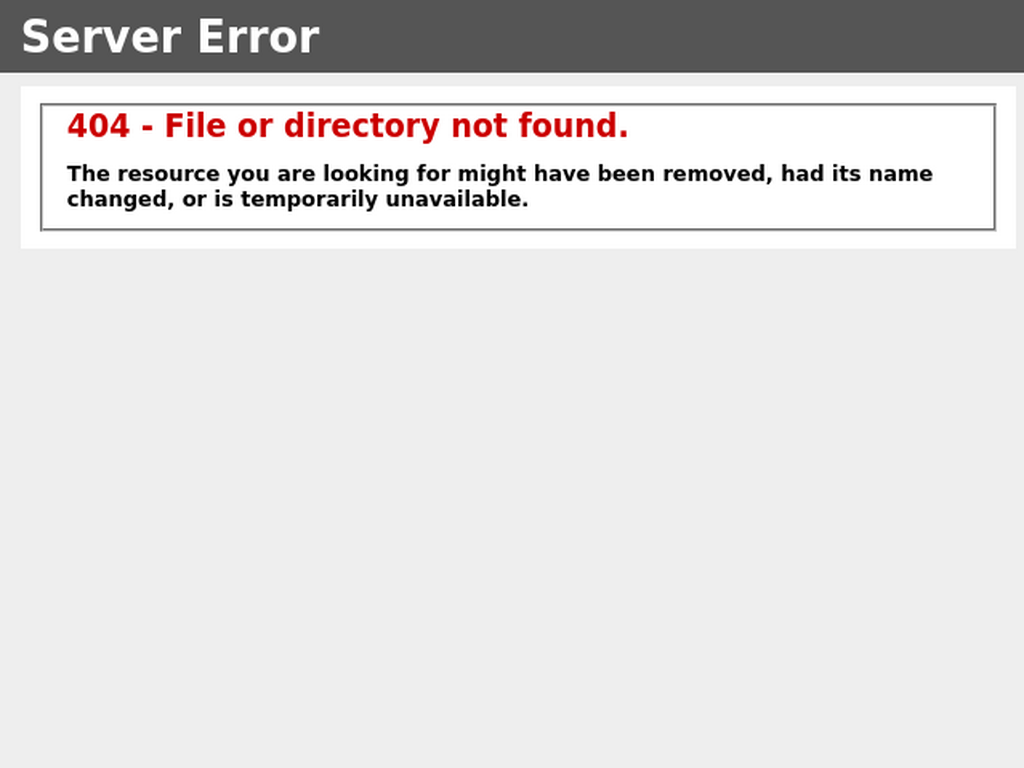 Server Error
404 - File or directory not found.
The resource you are looking for might have been removed, had its name
changed, or is temporarily unavailable.